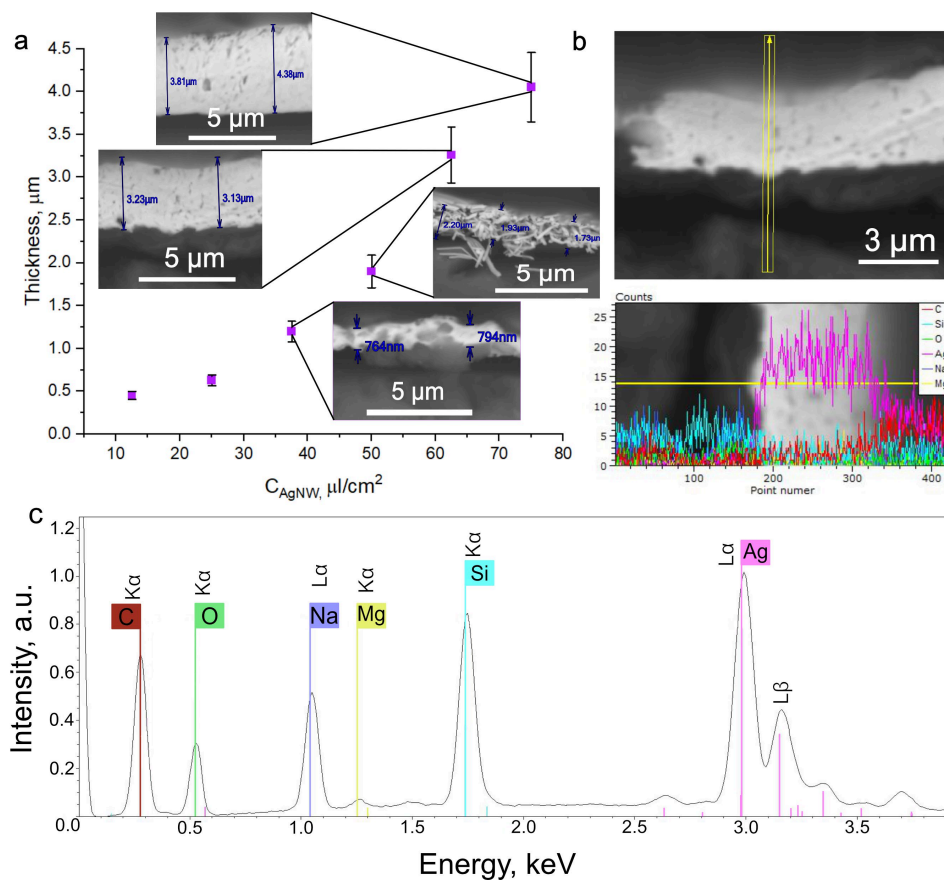 a
Thickness, µm
4.5
4.0
3.5
3.0
2.5
2.0
1.5
1.0
0.5
0.0
3.81µm
4.38µm
5 µm
3.23µm
3.13µm
5 µm
2.20µm
1.93µm
1.73µm
5 µm
764nm
794nm
5 µm
10 20 30 40 50 60 70 80
C_AgNW, µl/cm²
b
3 µm
Counts
25
20
15
10
5
0
C
Si
O
Ag
Na
Mg
100 200 300 400
Point numer
c
Intensity, a.u.
1.2
1.0
0.8
0.6
0.4
0.2
0.0 0.5 1.0 1.5 2.0 2.5 3.0 3.5
Kα
C
Kα
O
Lα
Na
Kα
Mg
Kα
Si
Lα
Ag
Lβ
Energy, keV